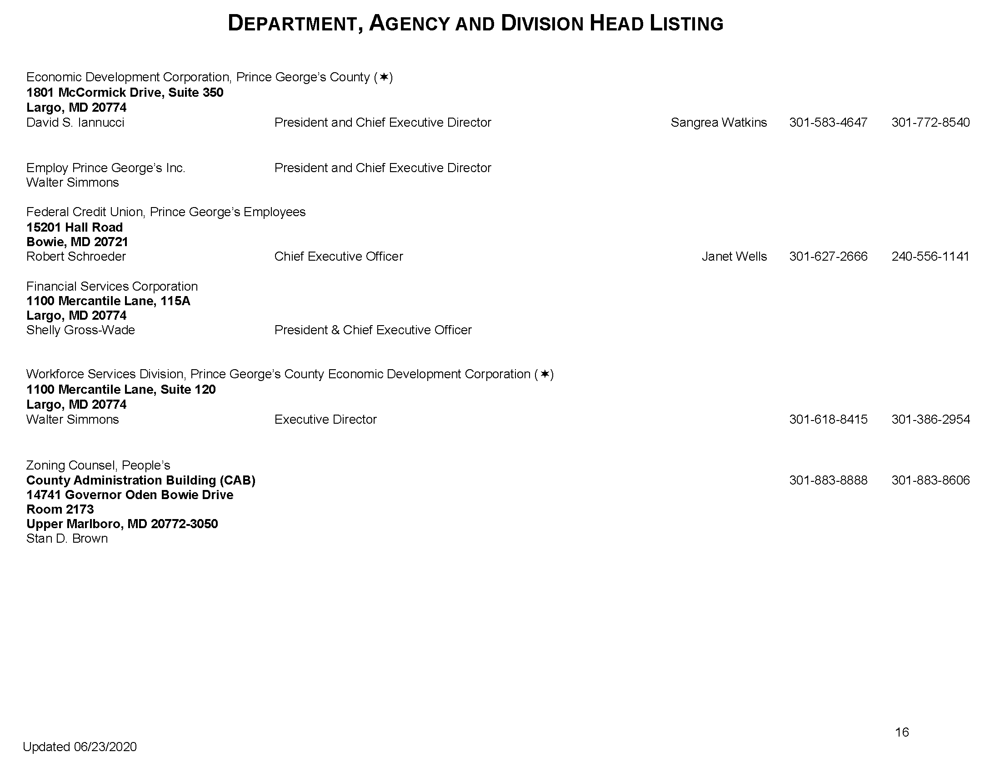 DEPARTMENT, AGENCY AND DIVISION HEAD LISTING
Economic Development Corporation, Prince George’s County (✶)
1801 McCormick Drive, Suite 350
Largo, MD 20774
David S. Iannucci President and Chief Executive Director Sangrea Watkins 301-583-4647 301-772-8540
Employ Prince George’s Inc. President and Chief Executive Director
Walter Simmons
Federal Credit Union, Prince George’s Employees
15201 Hall Road
Bowie, MD 20721
Robert Schroeder Chief Executive Officer Janet Wells 301-627-2666 240-556-1141
Financial Services Corporation
1100 Mercantile Lane, 115A
Largo, MD 20774
Shelly Gross-Wade President & Chief Executive Officer
Workforce Services Division, Prince George’s County Economic Development Corporation (✶)
1100 Mercantile Lane, Suite 120
Largo, MD 20774
Walter Simmons Executive Director 301-618-8415 301-386-2954
Zoning Counsel, People’s
County Administration Building (CAB) 301-883-8888 301-883-8606
14741 Governor Oden Bowie Drive
Room 2173
Upper Marlboro, MD 20772-3050
Stan D. Brown
16
Updated 06/23/2020